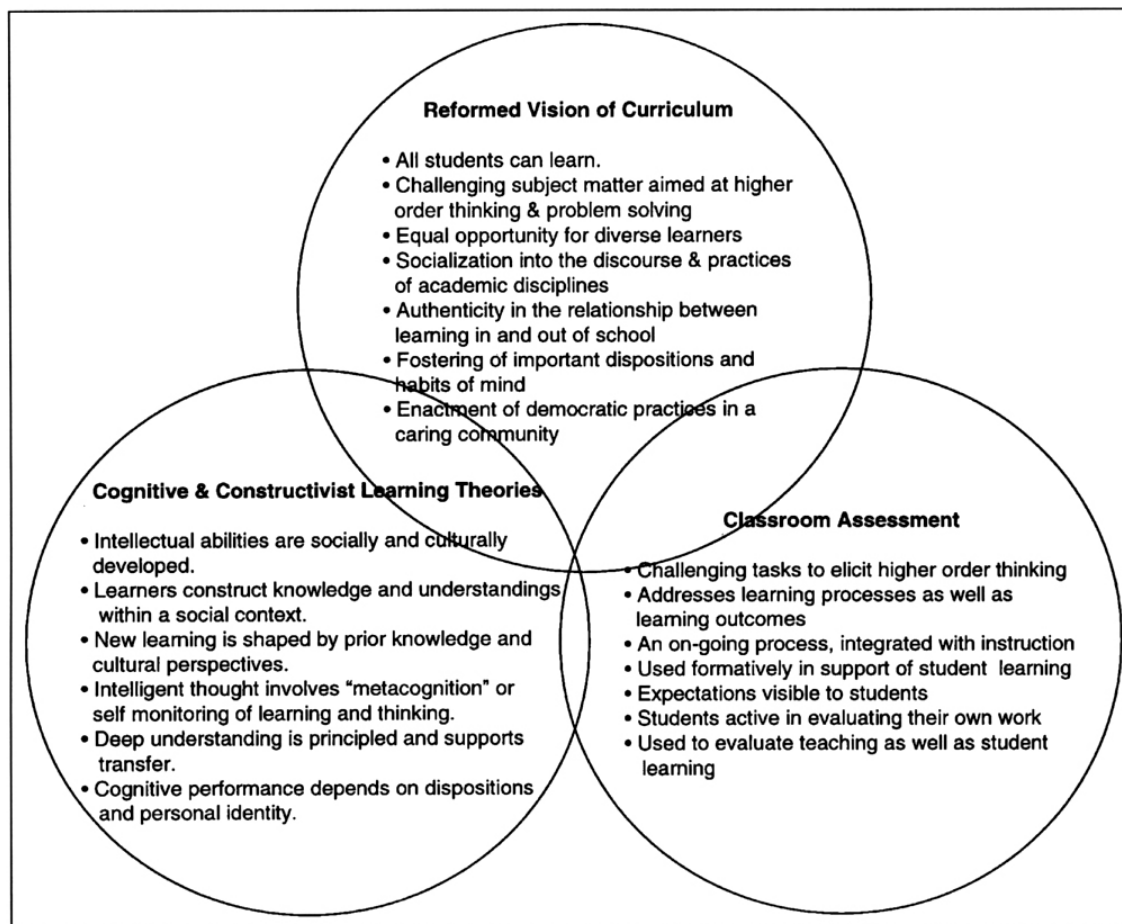 Reformed Vision of Curriculum
• All students can learn.
• Challenging subject matter aimed at higher
order thinking & problem solving
• Equal opportunity for diverse learners
• Socialization into the discourse & practices
of academic disciplines
• Authenticity in the relationship between
learning in and out of school
• Fostering of important dispositions and
habits of mind
• Enactment of democratic practices in a
caring community
Cognitive & Constructivist Learning Theories
• Intellectual abilities are socially and culturally
developed.
• Learners construct knowledge and understandings
within a social context.
• New learning is shaped by prior knowledge and
cultural perspectives.
• Intelligent thought involves "metacognition" or
self monitoring of learning and thinking.
• Deep understanding is principled and supports
transfer.
• Cognitive performance depends on dispositions
and personal identity.
Classroom Assessment
• Challenging tasks to elicit higher order thinking
• Addresses learning processes as well as
learning outcomes
• An on-going process, integrated with instruction
• Used formatively in support of student learning
• Expectations visible to students
• Students active in evaluating their own work
• Used to evaluate teaching as well as student
learning